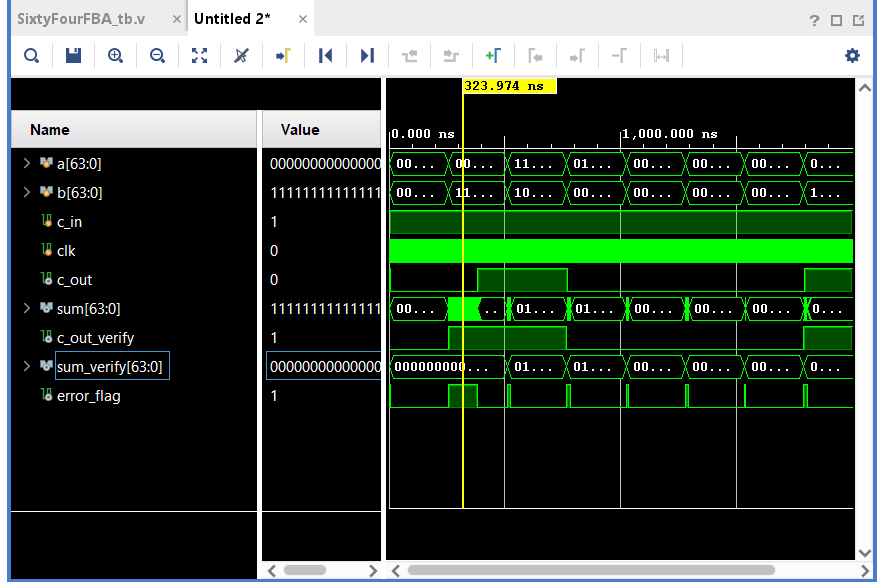 SixtyFourFBA_tb.v × Untitled 2* × ?
323.974 ns
Name Value 0.000 ns 1,000.000 ns
a[63:0] 00000000000000 00... 00... 11... 01... 00... 00... 0...
b[63:0] 11111111111111 00... 11... 10... 00... 00... 00... 1...
c_in 1
clk 0
c_out 0
sum[63:0] 11111111111111 00... .. 01... 01... 00... 00... 00... 0...
c_out_verify 1
sum_verify[63:0] 00000000000000 000000000... 01... 01... 00... 00... 00... 0...
error_flag 1